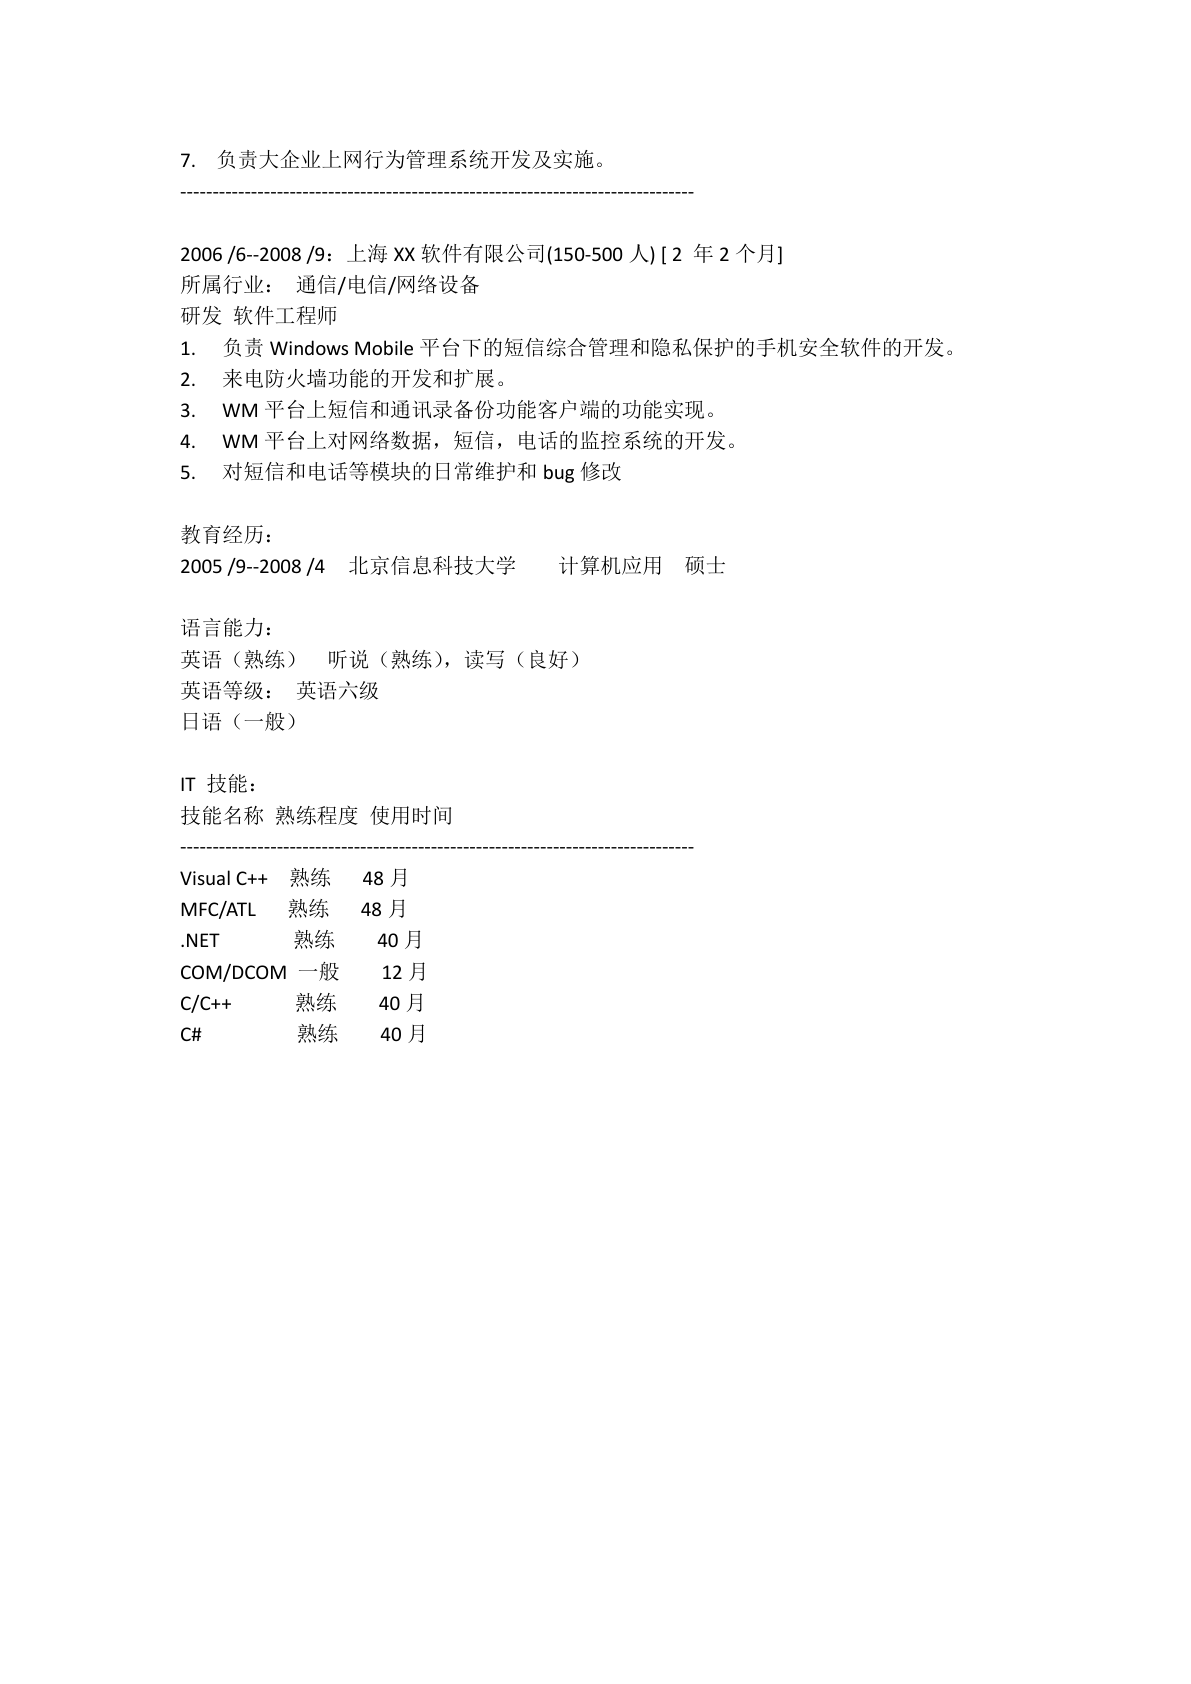 7. 负责大企业上网行为管理系统开发及实施。
--------------------------------------------------------------------------------
2006 /6--2008 /9：上海 XX 软件有限公司(150-500 人) [ 2 年 2 个月]
所属行业： 通信/电信/网络设备
研发 软件工程师
1. 负责 Windows Mobile 平台下的短信综合管理和隐私保护的手机安全软件的开发。
2. 来电防火墙功能的开发和扩展。
3. WM 平台上短信和通讯录备份功能客户端的功能实现。
4. WM 平台上对网络数据，短信，电话的监控系统的开发。
5. 对短信和电话等模块的日常维护和 bug 修改
教育经历：
2005 /9--2008 /4 北京信息科技大学 计算机应用 硕士
语言能力：
英语（熟练） 听说（熟练），读写（良好）
英语等级： 英语六级
日语（一般）
IT 技能：
技能名称 熟练程度 使用时间
--------------------------------------------------------------------------------
Visual C++ 熟练 48 月
MFC/ATL 熟练 48 月
.NET 熟练 40 月
COM/DCOM 一般 12 月
C/C++ 熟练 40 月
C# 熟练 40 月